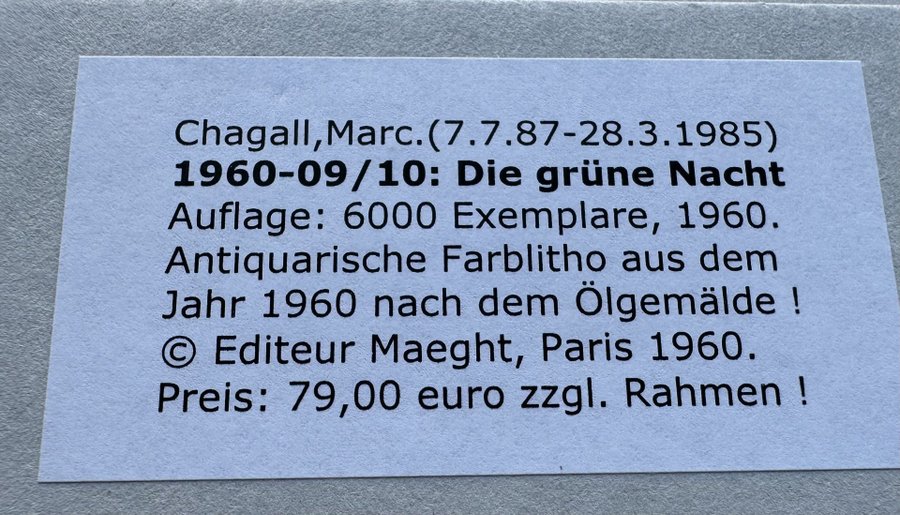 Chagall,Marc.(7.7.87-28.3.1985)
1960-09/10: Die grüne Nacht
Auflage: 6000 Exemplare, 1960.
Antiquarische Farblitho aus dem
Jahr 1960 nach dem Ölgemälde !
© Editeur Maeght, Paris 1960.
Preis: 79,00 euro zzgl. Rahmen !